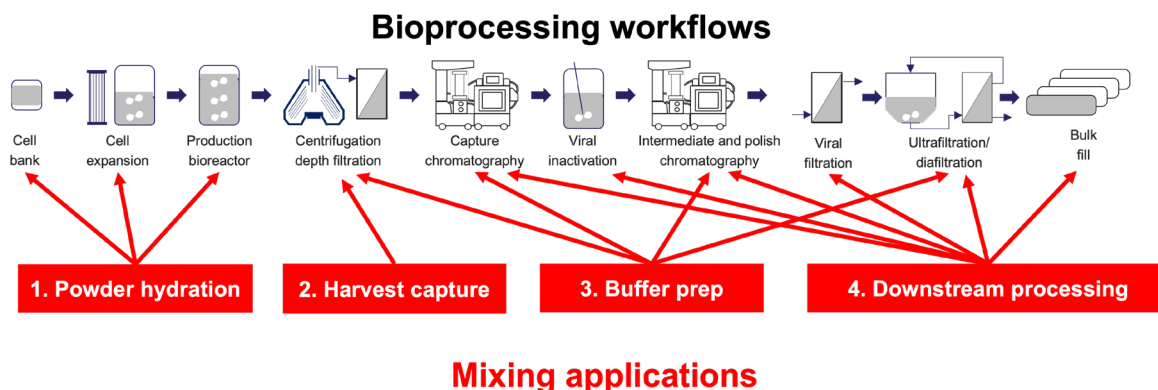 Bioprocessing workflows
Cell
bank
Cell
expansion
Production
bioreactor
Centrifugation
depth filtration
Capture
chromatography
Viral
inactivation
Intermediate and polish
chromatography
Viral
filtration
Ultrafiltration/
diafiltration
Bulk
fill
1. Powder hydration
2. Harvest capture
3. Buffer prep
4. Downstream processing
Mixing applications